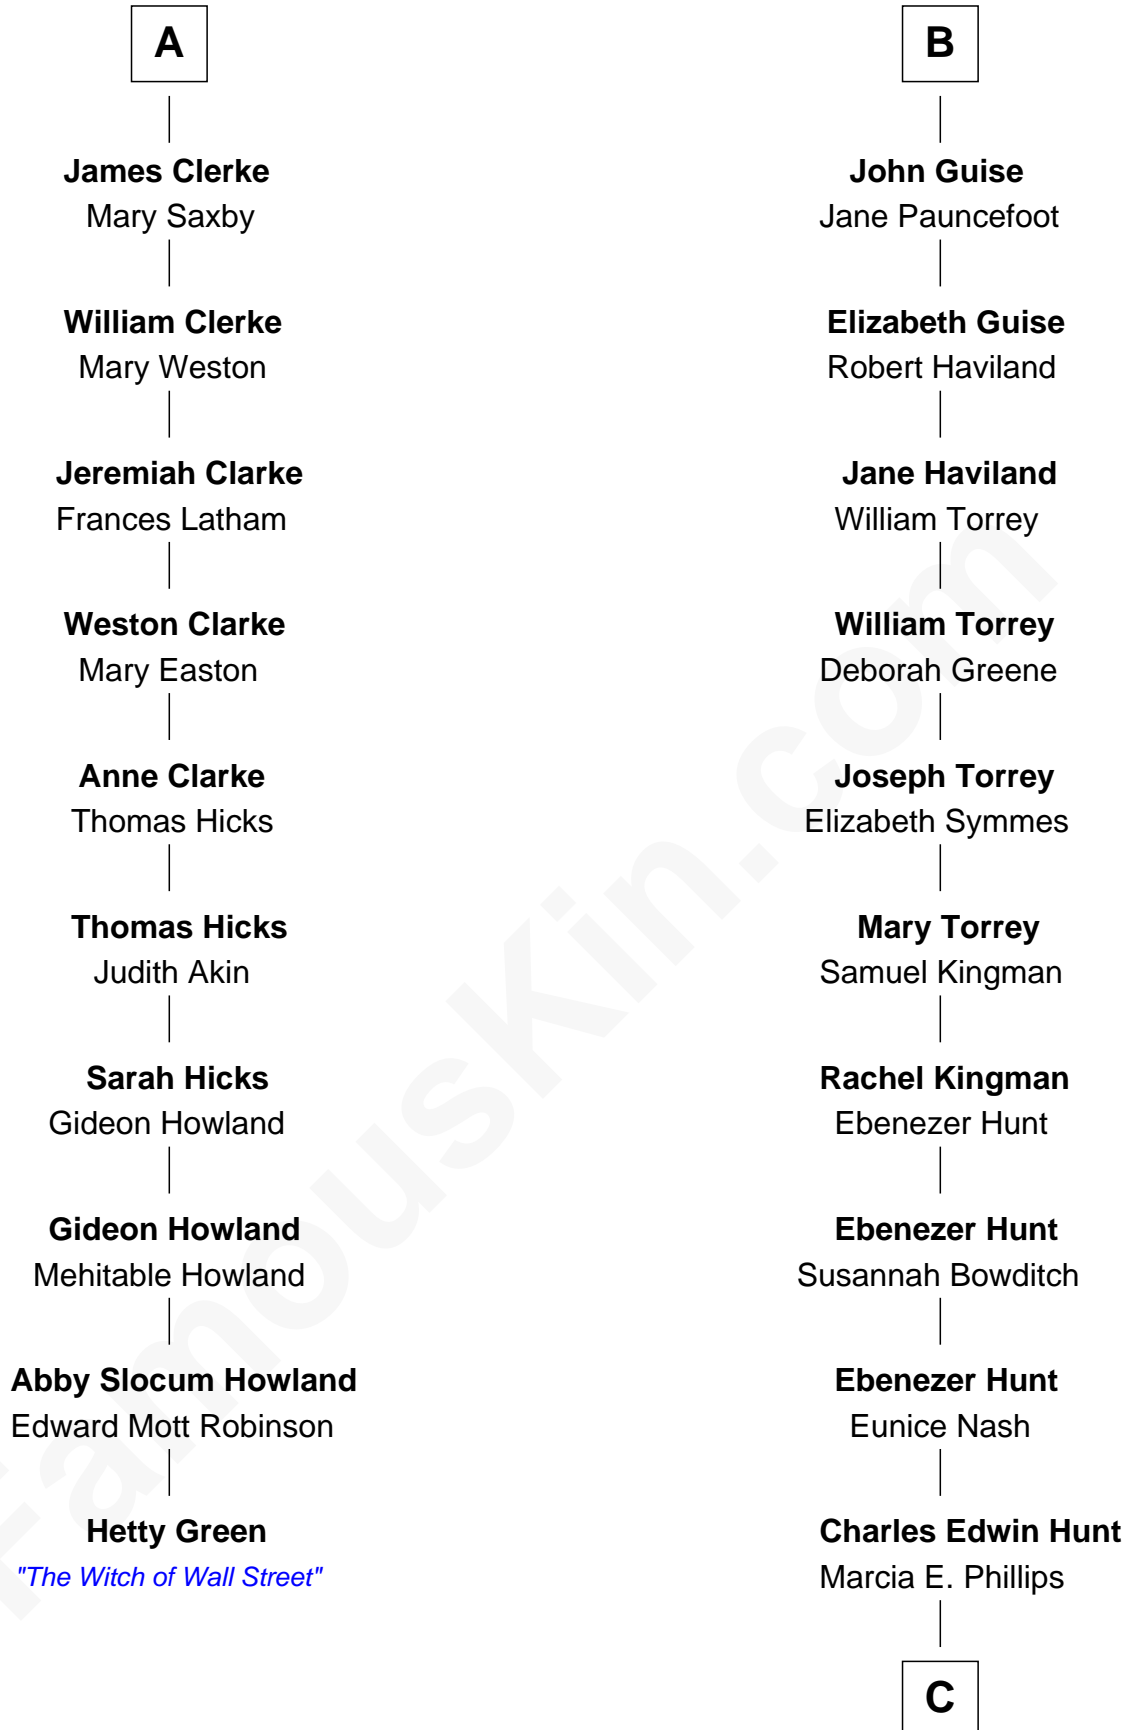 A
James Clerke
Mary Saxby
William Clerke
Mary Weston
Jeremiah Clarke
Frances Latham
Weston Clarke
Mary Easton
Anne Clarke
Thomas Hicks
Thomas Hicks
Judith Akin
Sarah Hicks
Gideon Howland
Gideon Howland
Mehitable Howland
Abby Slocum Howland
Edward Mott Robinson
Hetty Green
"The Witch of Wall Street"
B
John Guise
Jane Pauncefoot
Elizabeth Guise
Robert Haviland
Jane Haviland
William Torrey
William Torrey
Deborah Greene
Joseph Torrey
Elizabeth Symmes
Mary Torrey
Samuel Kingman
Rachel Kingman
Ebenezer Hunt
Ebenezer Hunt
Susannah Bowditch
Ebenezer Hunt
Eunice Nash
Charles Edwin Hunt
Marcia E. Phillips
C
FamousKin.com